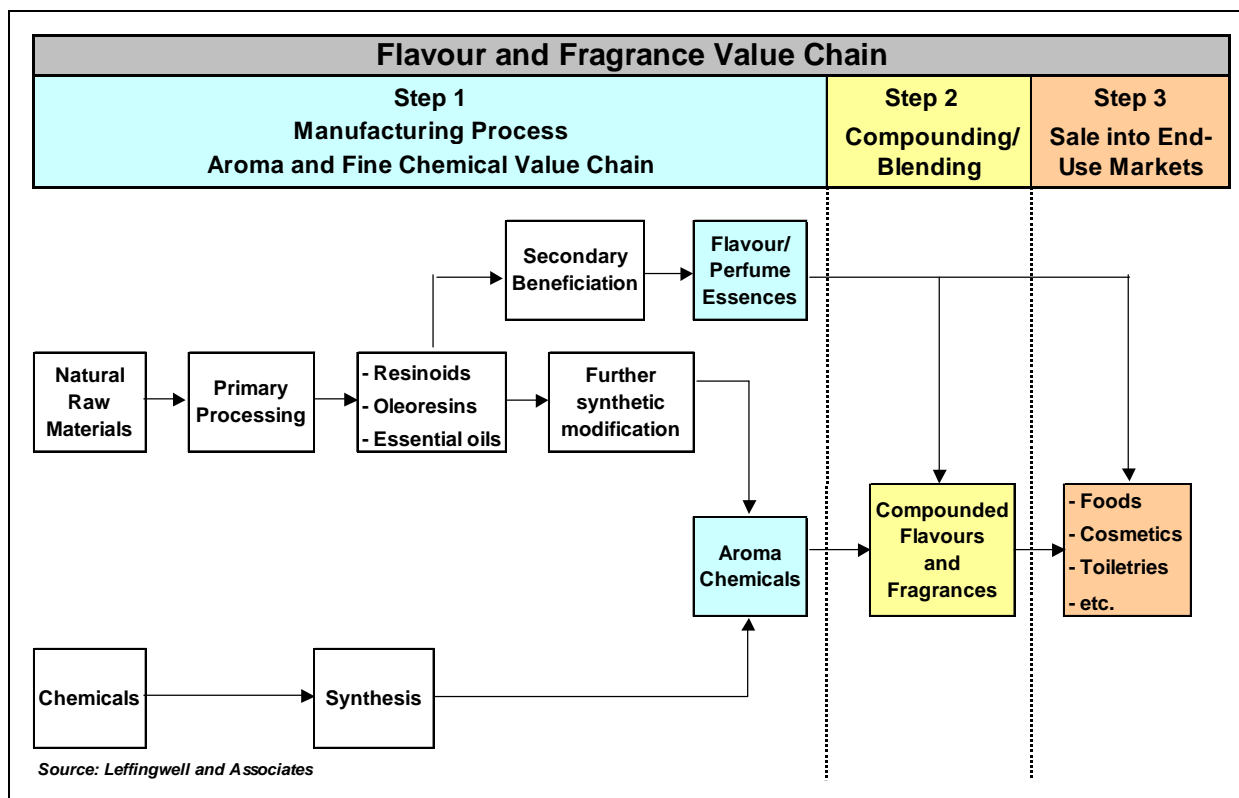 Flavour and Fragrance Value Chain
Step 1
Manufacturing Process
Aroma and Fine Chemical Value Chain
Step 2
Compounding/
Blending
Step 3
Sale into End-
Use Markets
Secondary
Beneficiation
Flavour/
Perfume
Essences
Natural
Raw
Materials
Primary
Processing
- Resinoids
- Oleoresins
- Essential oils
Further
synthetic
modification
Aroma
Chemicals
Compounded
Flavours
and
Fragrances
- Foods
- Cosmetics
- Toiletries
- etc.
Chemicals
Synthesis
Source: Leffingwell and Associates